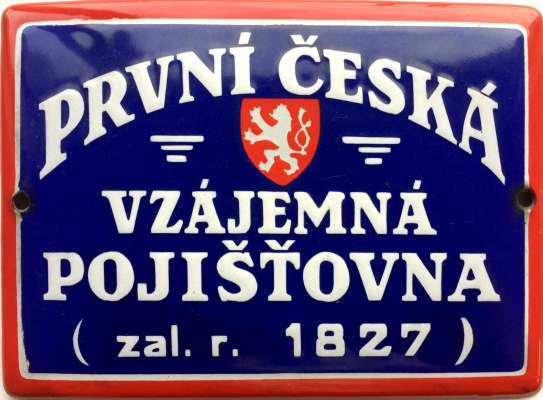 PRVNÍ ČESKÁ
VZÁJEMNÁ
POJIŠŤOVNA
( zal. r. 1827 )